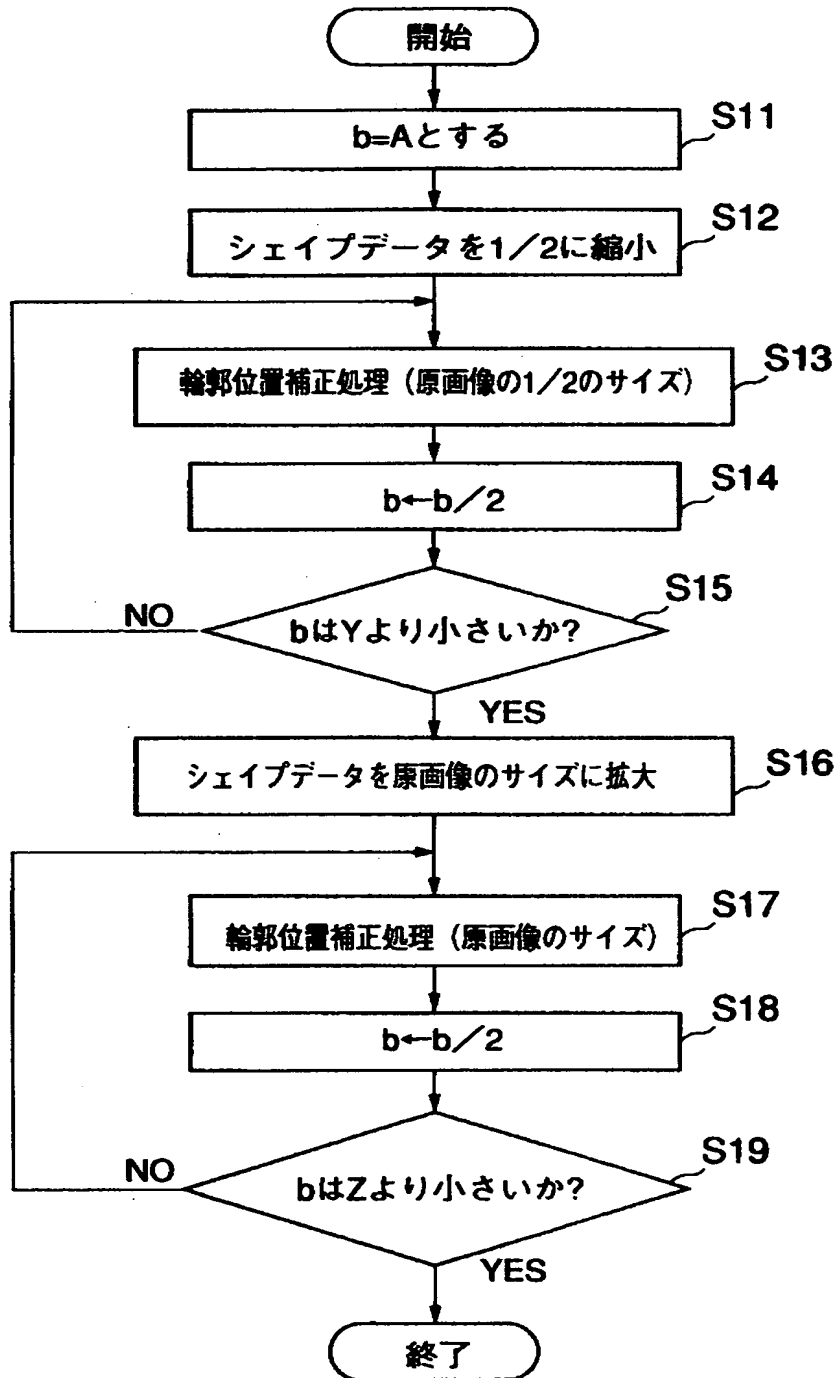 開始
b=Aとする
S11
シェイプデータを1／2に縮小
S12
輪郭位置補正処理（原画像の1／2のサイズ）
S13
b←b／2
S14
bはYより小さいか?
S15
NO
YES
シェイプデータを原画像のサイズに拡大
S16
輪郭位置補正処理（原画像のサイズ）
S17
b←b／2
S18
bはZより小さいか?
S19
NO
YES
終了